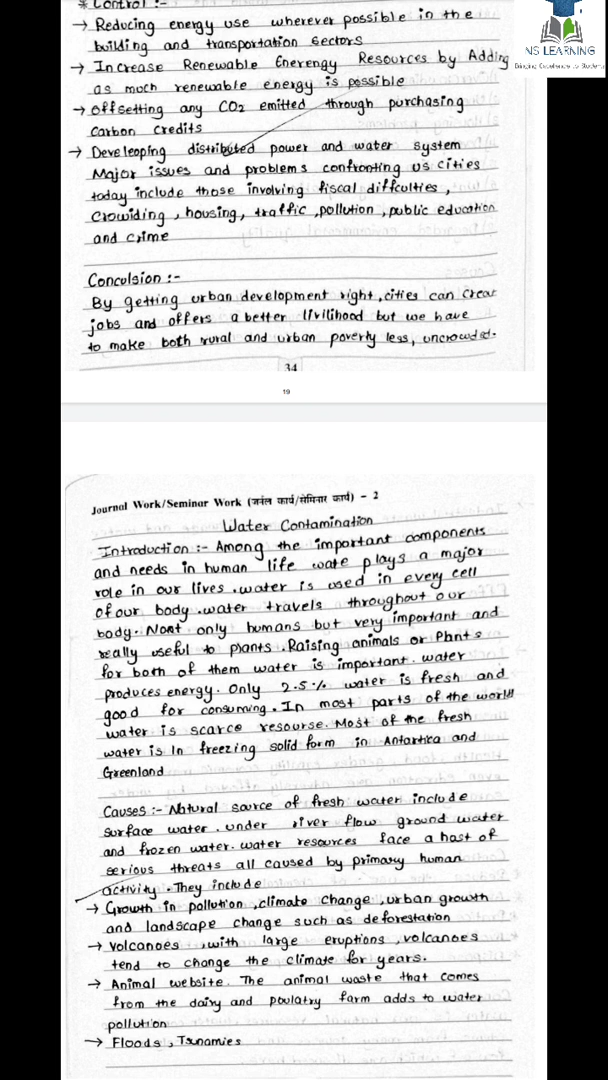 * Control :-
→ Reducing energy use wherever possible in the
building and transportation sectors
→ Increase Renewable Enerengy Resources by Adding
as much renewable energy is possible
→ Offsetting any CO2 emitted through purchasing
Carbon credits
→ Develeoping distributed power and water system
Major issues and problems confronting us cities
today include those involving fiscal diffculties,
Crowiding, housing, traffic, pollution, public education
and crime
Conculsion :-
By getting urban development right, cities can creat
jobs and offers a better livilihood but we have
to make both rural and urban poverty less, uncrowded.
34
19
NS LEARNING
Bringing Excellence to Students
Journal Work/Seminar Work (जर्नल कार्य/सेमिनार कार्य) - 2
Water Contamination
Introduction :- Among the important components
and needs in human life wate plays a major
role in our lives. water is used in every cell
of our body. water travels throughout our
body. Nont only humans but very important and
really useful to plants. Raising animals or Plants
for both of them water is important. water
produces energy. Only 2.5% water is fresh and
good for consuming. In most parts of the world
water is scarce resourse. Most of the fresh
water is In freezing solid form in Antartica and
Greenland
Causes :- Natural source of fresh water include
surface water. under river flow ground water
and frozen water. water resources face a host of
serious threats all caused by primary human
activity. They include
→ Growth in pollution, climate change, urban growth
and landscape change such as deforestation
→ Volcanoes, with large eruptions, volcanoes
tend to change the climate for years.
→ Animal website. The animal waste that comes
from the dairy and poulatry farm adds to water
pollution
→ Floods, Tsunamies